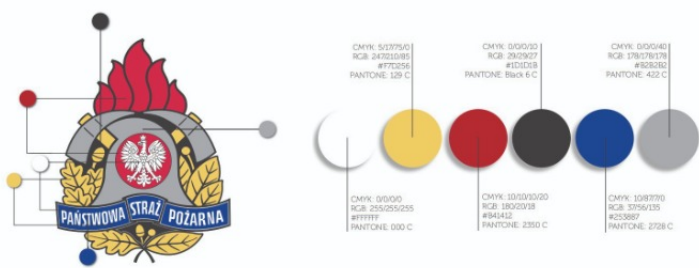 PAŃSTWOWA STRAŻ POŻARNA
CMYK: 5/17/75/0
RGB: 247/210/85
#F7D256
PANTONE: 129 C
CMYK: 0/0/0/10
RGB: 29/29/27
#1D1D1B
PANTONE: Black 6 C
CMYK: 0/0/0/40
RGB: 178/178/178
#B2B2B2
PANTONE: 422 C
CMYK: 0/0/0/0
RGB: 255/255/255
#FFFFFF
PANTONE: 000 C
CMYK: 10/10/10/20
RGB: 180/20/18
#B41412
PANTONE: 2350 C
CMYK: 10/87/7/0
RGB: 37/56/135
#253887
PANTONE: 2728 C